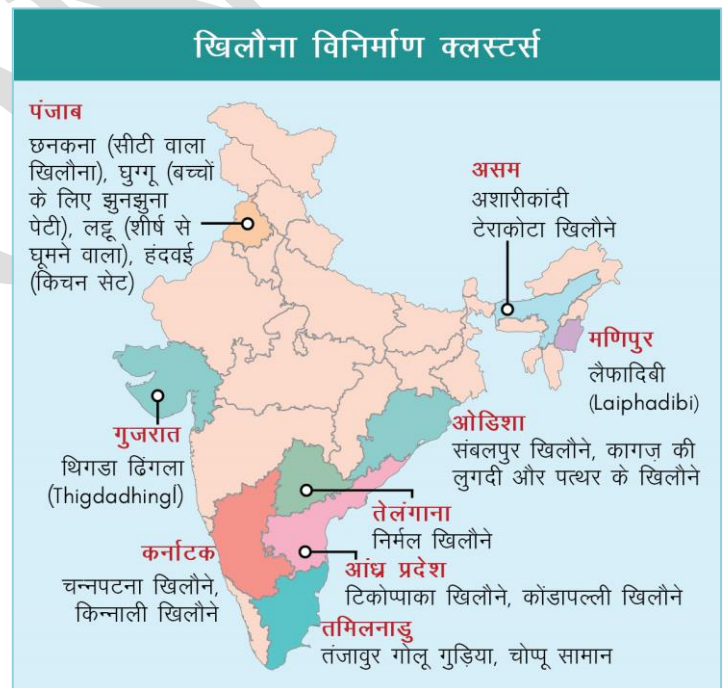 खिलौना विनिर्माण क्लस्टर्स
पंजाब
छनकना (सीटी वाला
खिलौना), घुग्गू (बच्चों
के लिए झुनझुना
पेटी), लट्टू (शीर्ष से
घूमने वाला), हंदवई
(किचन सेट)
असम
अशारीकांदी
टेराकोटा खिलौने
मणिपुर
लैफादिबी
(Laiphadibi)
गुजरात
थिगडा ढिंगला
(Thigdadhingl)
ओडिशा
संबलपुर खिलौने, कागज़ की
लुगदी और पत्थर के खिलौने
तेलंगाना
निर्मल खिलौने
कर्नाटक
चन्नपटना खिलौने,
किन्नाली खिलौने
आंध्र प्रदेश
टिकोप्पाका खिलौने, कोंडापल्ली खिलौने
तमिलनाडु
तंजावुर गोलू गुड़िया, चोप्पू सामान